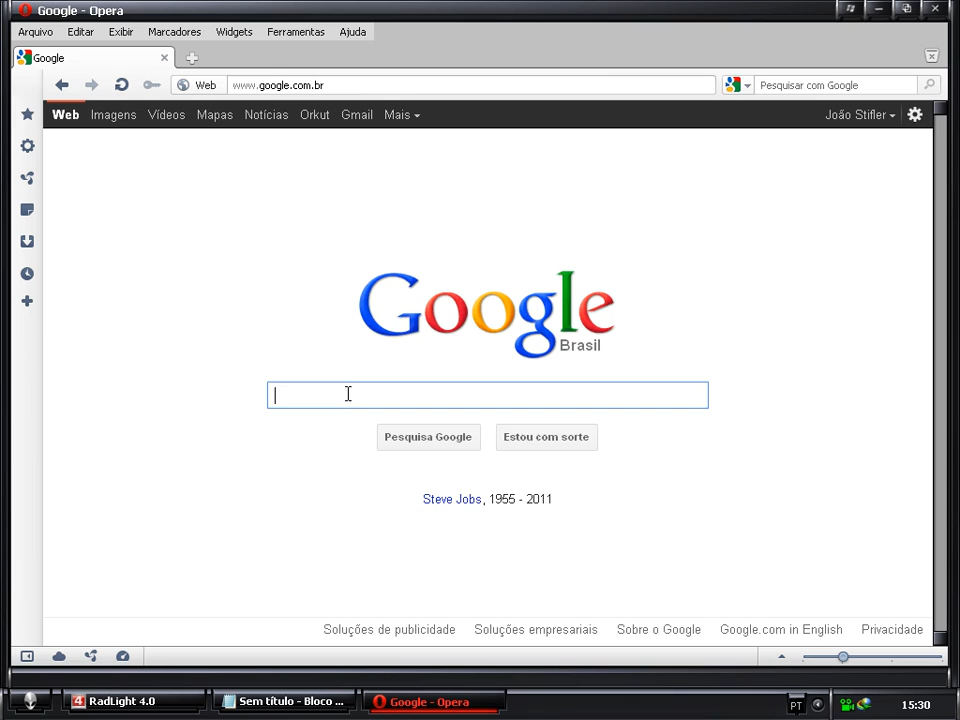 Google - Opera
Arquivo Editar Exibir Marcadores Widgets Ferramentas Ajuda
Google
Web www.google.com.br Pesquisar com Google
Web Imagens Vídeos Mapas Notícias Orkut Gmail Mais João Stifler
Google
Brasil
Pesquisa Google Estou com sorte
Steve Jobs, 1955 - 2011
Soluções de publicidade Soluções empresariais Sobre o Google Google.com in English Privacidade
4 RadLight 4.0 Sem título - Bloco ... Google - Opera PT 15:30